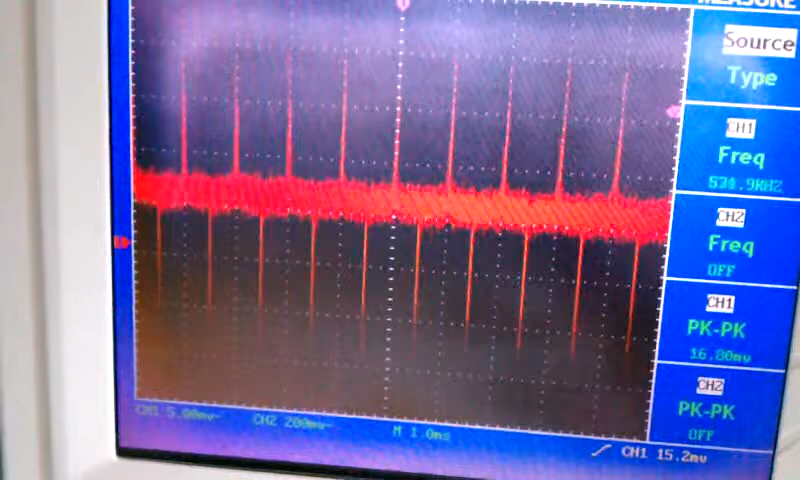 MEASURE
Source
Type
CH1
Freq
CH2
Freq
OFF
CH1
PK-PK
16.80mv
CH2
PK-PK
OFF
CH1 5.00mv~
CH2 200mv~
M 1.0ms
CH1 15.2mv